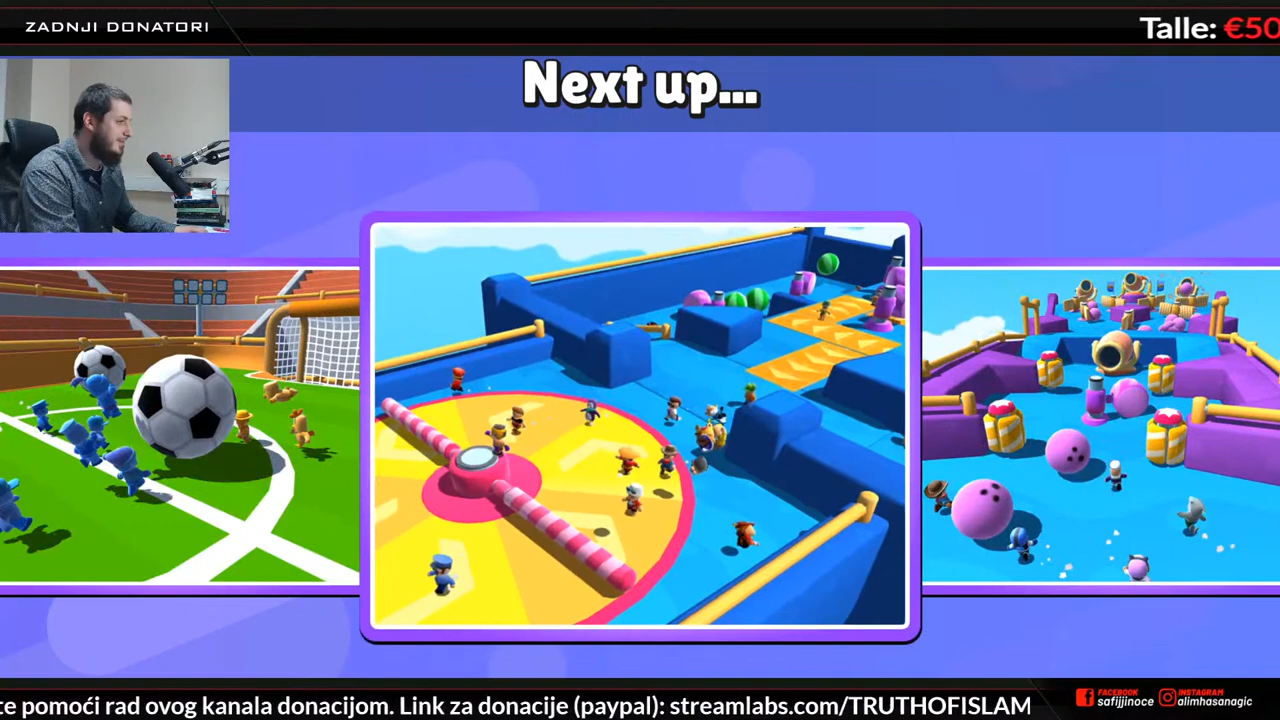 ZADNJI DONATORI
Talle: €50
Next up...
te pomoći rad ovog kanala donacijom. Link za donacije (paypal): streamlabs.com/TRUTHOFISLAM
FACEBOOK
safijjinoce
INSTAGRAM
alimhasanagic